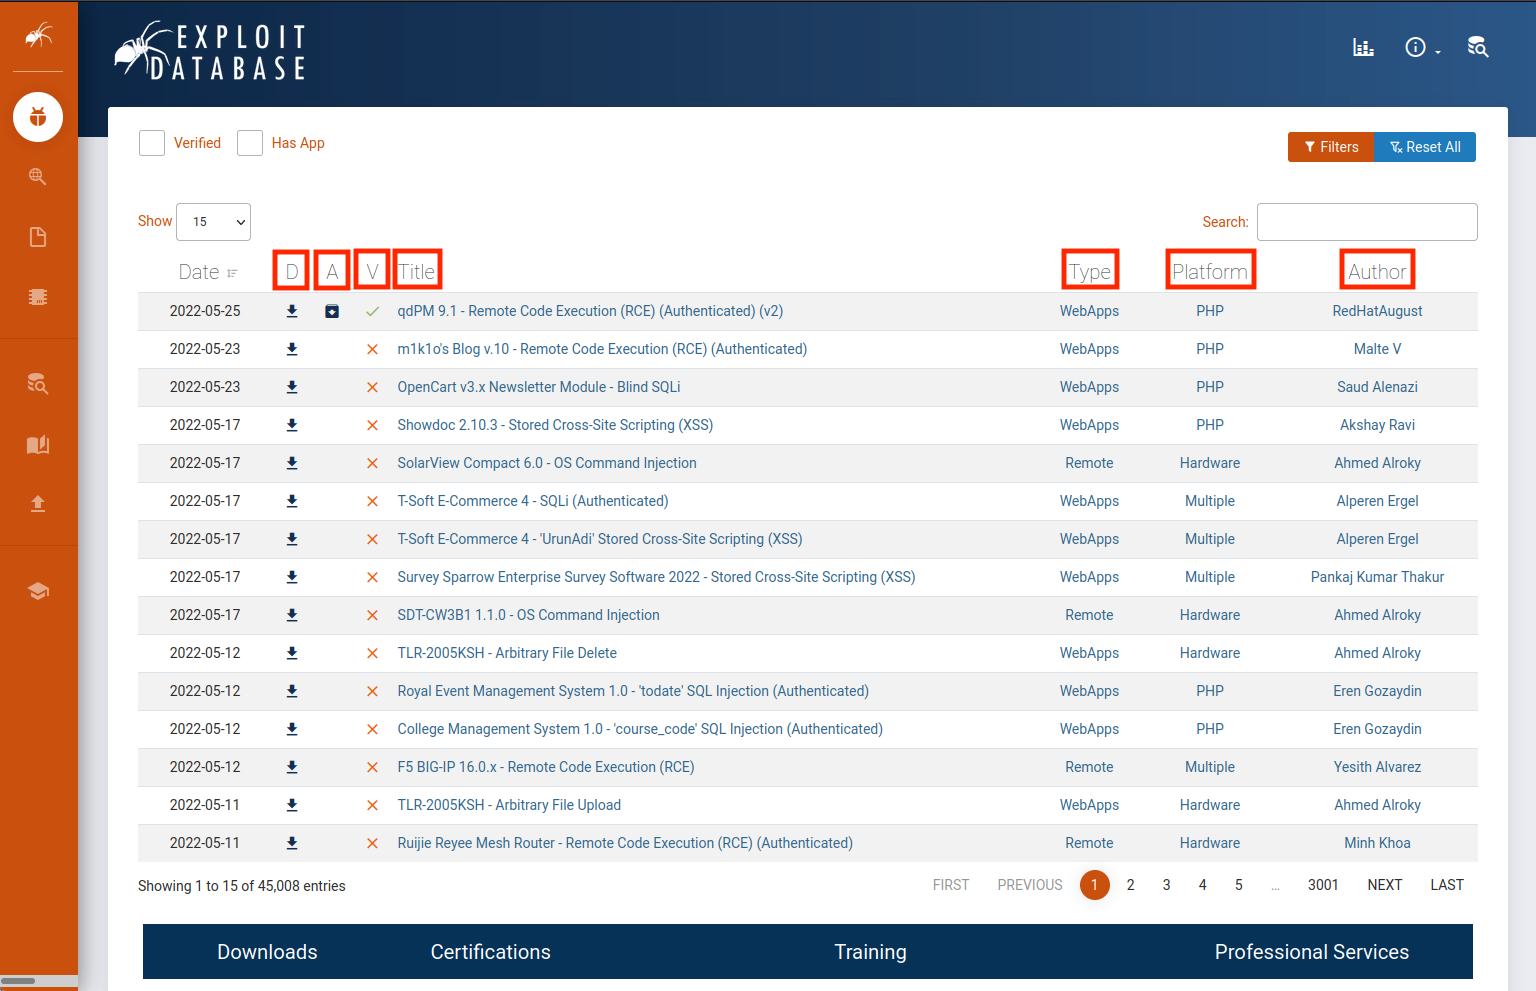 EXPLOIT
DATABASE
Verified Has App Filters Reset All
Show 15 Search:
Date D A V Title Type Platform Author
2022-05-25 qdPM 9.1 - Remote Code Execution (RCE) (Authenticated) (v2) WebApps PHP RedHatAugust
2022-05-23 m1k1o's Blog v.10 - Remote Code Execution (RCE) (Authenticated) WebApps PHP Malte V
2022-05-23 OpenCart v3.x Newsletter Module - Blind SQLi WebApps PHP Saud Alenazi
2022-05-17 Showdoc 2.10.3 - Stored Cross-Site Scripting (XSS) WebApps PHP Akshay Ravi
2022-05-17 SolarView Compact 6.0 - OS Command Injection Remote Hardware Ahmed Alroky
2022-05-17 T-Soft E-Commerce 4 - SQLi (Authenticated) WebApps Multiple Alperen Ergel
2022-05-17 T-Soft E-Commerce 4 - 'UrunAdi' Stored Cross-Site Scripting (XSS) WebApps Multiple Alperen Ergel
2022-05-17 Survey Sparrow Enterprise Survey Software 2022 - Stored Cross-Site Scripting (XSS) WebApps Multiple Pankaj Kumar Thakur
2022-05-17 SDT-CW3B1 1.1.0 - OS Command Injection Remote Hardware Ahmed Alroky
2022-05-12 TLR-2005KSH - Arbitrary File Delete WebApps Hardware Ahmed Alroky
2022-05-12 Royal Event Management System 1.0 - 'todate' SQL Injection (Authenticated) WebApps PHP Eren Gozaydin
2022-05-12 College Management System 1.0 - 'course_code' SQL Injection (Authenticated) WebApps PHP Eren Gozaydin
2022-05-12 F5 BIG-IP 16.0.x - Remote Code Execution (RCE) Remote Multiple Yesith Alvarez
2022-05-11 TLR-2005KSH - Arbitrary File Upload WebApps Hardware Ahmed Alroky
2022-05-11 Ruijie Reyee Mesh Router - Remote Code Execution (RCE) (Authenticated) Remote Hardware Minh Khoa
Showing 1 to 15 of 45,008 entries FIRST PREVIOUS 1 2 3 4 5 … 3001 NEXT LAST
Downloads Certifications Training Professional Services